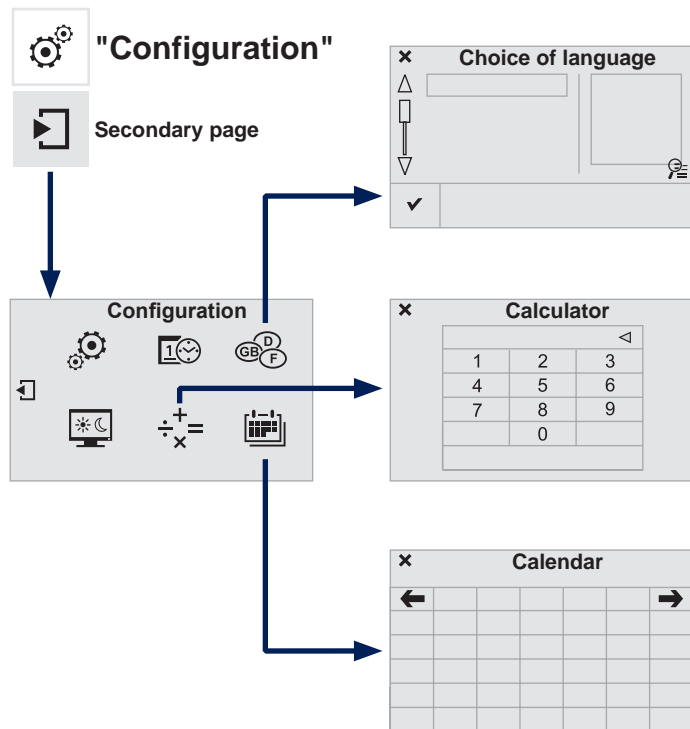 "Configuration"
Secondary page
Choice of language
Configuration
1
GB D F
Calculator
1 2 3
4 5 6
7 8 9
0
Calendar